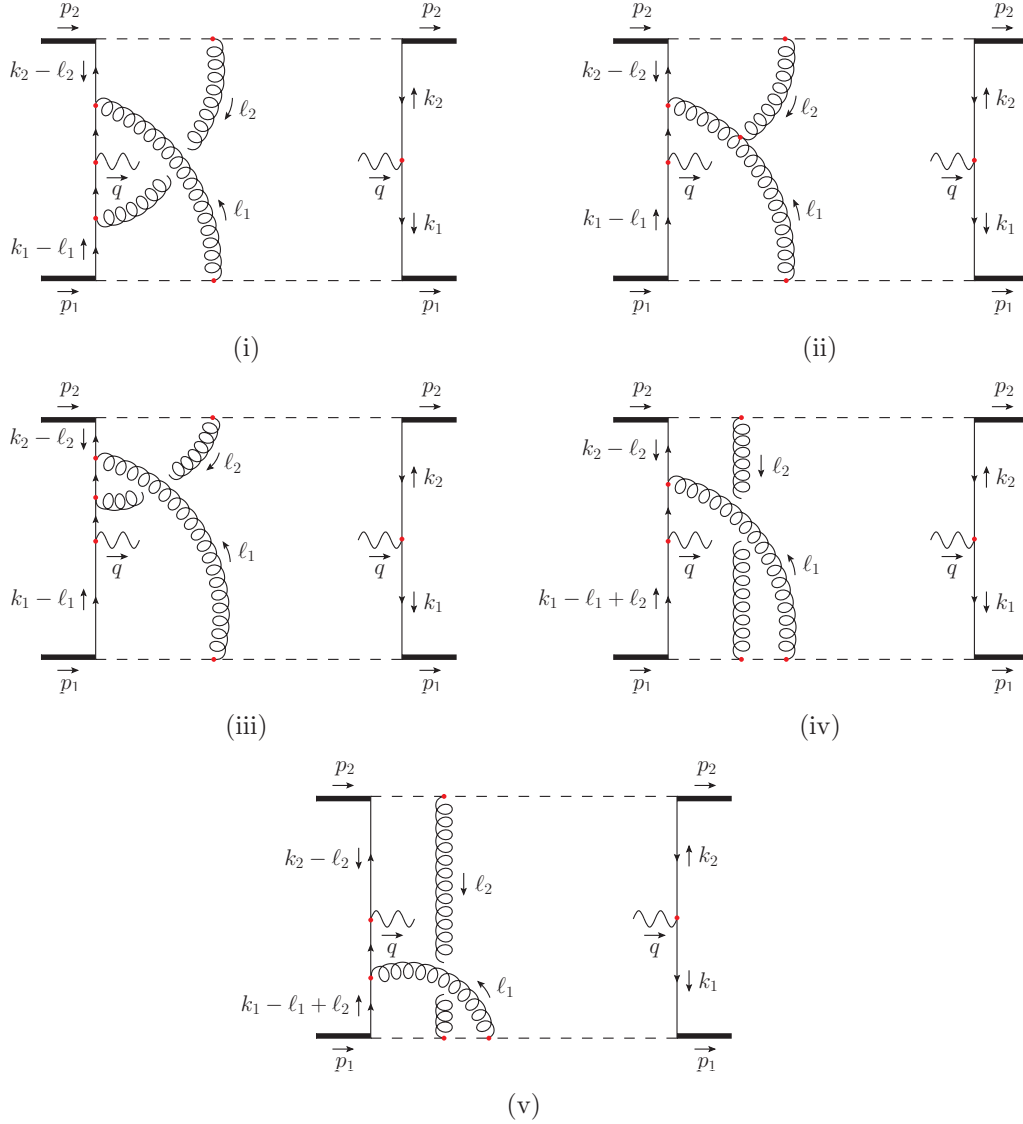 p₂ p₂ p₂ p₂
k₂ − ℓ₂ ℓ₂ k₂ k₂ − ℓ₂ ℓ₂ k₂
q q q q
k₁ − ℓ₁ ℓ₁ k₁ k₁ − ℓ₁ ℓ₁ k₁
p₁ p₁ p₁ p₁
(i) (ii)
p₂ p₂ p₂ p₂
k₂ − ℓ₂ ℓ₂ k₂ k₂ − ℓ₂ ℓ₂ k₂
q q q q
k₁ − ℓ₁ ℓ₁ k₁ k₁ − ℓ₁ + ℓ₂ ℓ₁ k₁
p₁ p₁ p₁ p₁
(iii) (iv)
p₂ p₂
k₂ − ℓ₂ ℓ₂ k₂
q q
k₁ − ℓ₁ + ℓ₂ ℓ₁ k₁
p₁ p₁
(v)